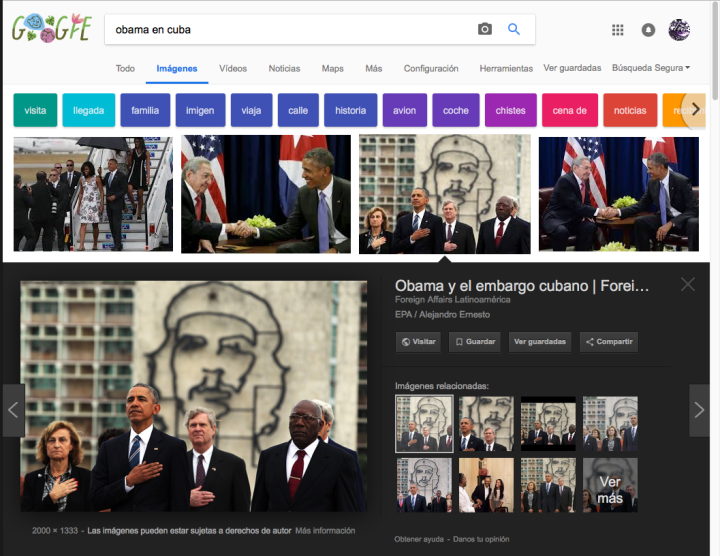 GOOGLE
obama en cuba
Todo Imágenes Vídeos Noticias Maps Más Configuración Herramientas Ver guardadas Búsqueda Segura
visita llegada familia imigen viaja calle historia avion coche chistes cena de noticias
Obama y el embargo cubano | Forei…
Foreign Affairs Latinoamérica
EPA / Alejandro Ernesto
Visitar Guardar Ver guardadas Compartir
Imágenes relacionadas:
Ver
más
2000 × 1333 - Las imágenes pueden estar sujetas a derechos de autor Más información
Obtener ayuda - Danos tu opinión